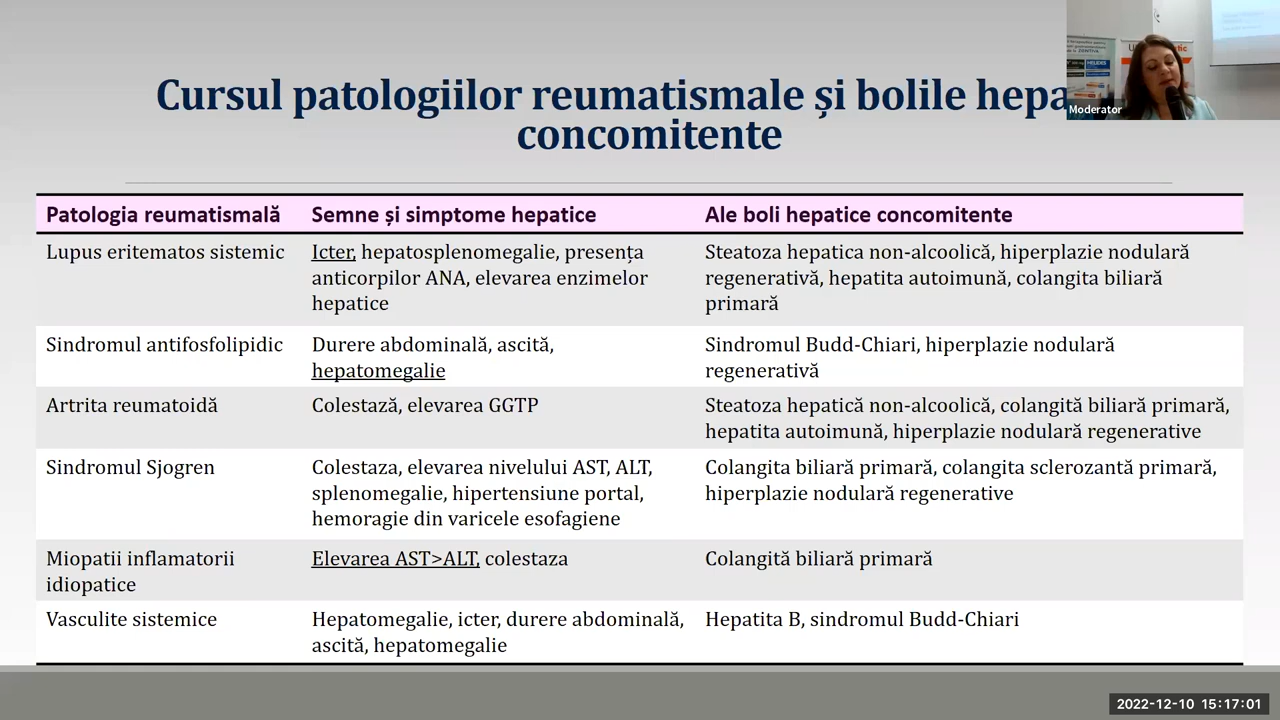 Cursul patologiilor reumatismale și bolile
concomitente
Moderator
Patologia reumatismală Semne și simptome hepatice Ale boli hepatice concomitente
Lupus eritematos sistemic Icter, hepatosplenomegalie, presența Steatoza hepatica non-alcoolică, hiperplazie nodulară
anticorpilor ANA, elevarea enzimelor regenerativă, hepatita autoimună, colangita biliară
hepatice primară
Sindromul antifosfolipidic Durere abdominală, ascită, Sindromul Budd-Chiari, hiperplazie nodulară
hepatomegalie regenerativă
Artrita reumatoidă Colestază, elevarea GGTP Steatoza hepatică non-alcoolică, colangită biliară primară,
hepatita autoimună, hiperplazie nodulară regenerative
Sindromul Sjogren Colestaza, elevarea nivelului AST, ALT, Colangita biliară primară, colangita sclerozantă primară,
splenomegalie, hipertensiune portal, hiperplazie nodulară regenerative
hemoragie din varicele esofagiene
Miopatii inflamatorii Elevarea AST>ALT, colestaza Colangită biliară primară
idiopatice
Vasculite sistemice Hepatomegalie, icter, durere abdominală, Hepatita B, sindromul Budd-Chiari
ascită, hepatomegalie
2022-12-10 15:17:01